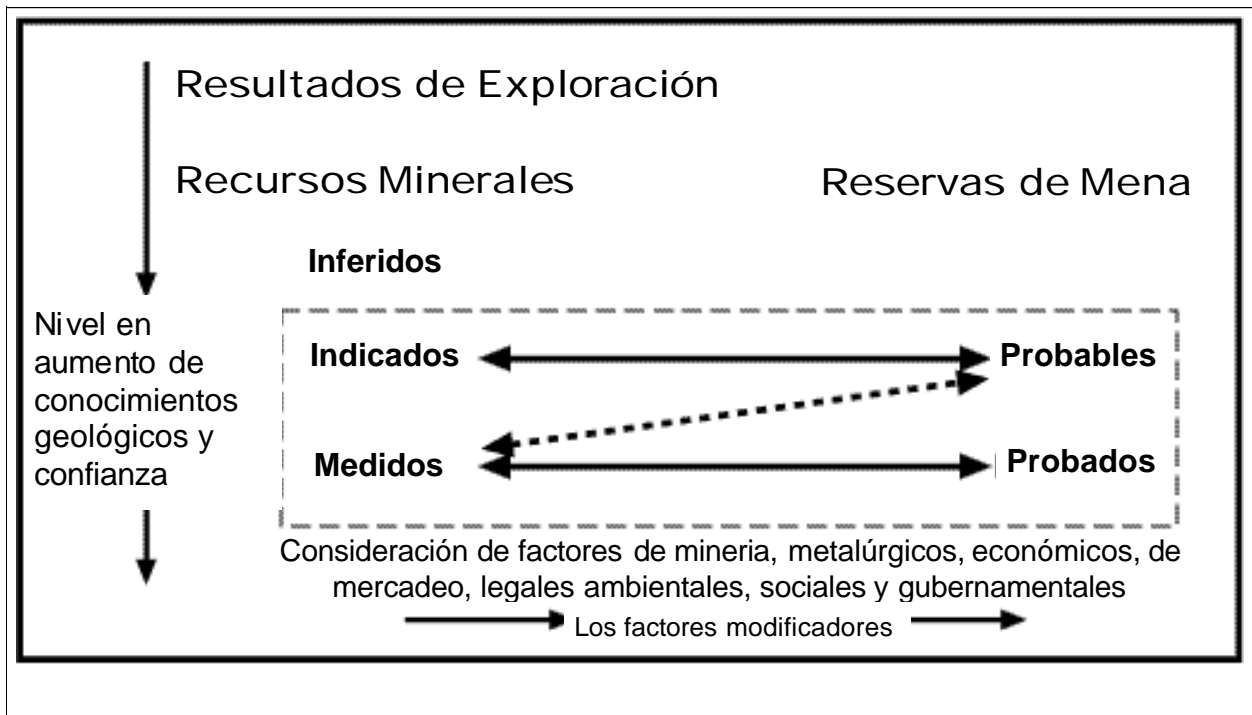 Resultados de Exploración
Recursos Minerales
Reservas de Mena
Inferidos
Nivel en
aumento de
conocimientos
geológicos y
confianza
Indicados
Probables
Medidos
Probados
Consideración de factores de mineria, metalúrgicos, económicos, de
mercadeo, legales ambientales, sociales y gubernamentales
Los factores modificadores